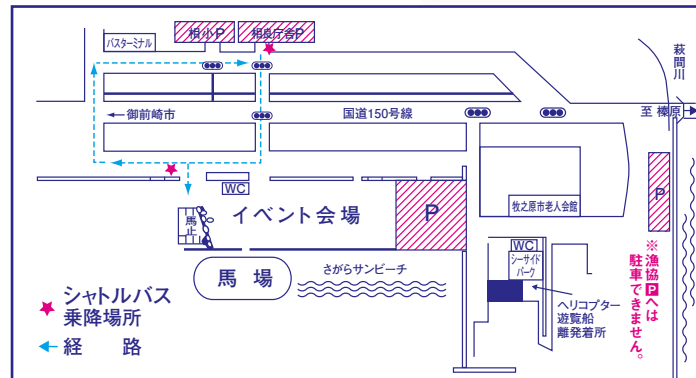 バスターミナル
相小P
相良庁舎P
萩間川
←御前崎市
国道150号線
至 榛原
WC
イベント会場
P
馬止
馬 場
さがらサンビーチ
牧之原市老人会館
P
WC
シーサイド
パーク
ヘリコプター
遊覧船
離発着所
※漁協Pへは
駐車できません。
シャトルバス
乗降場所
経 路